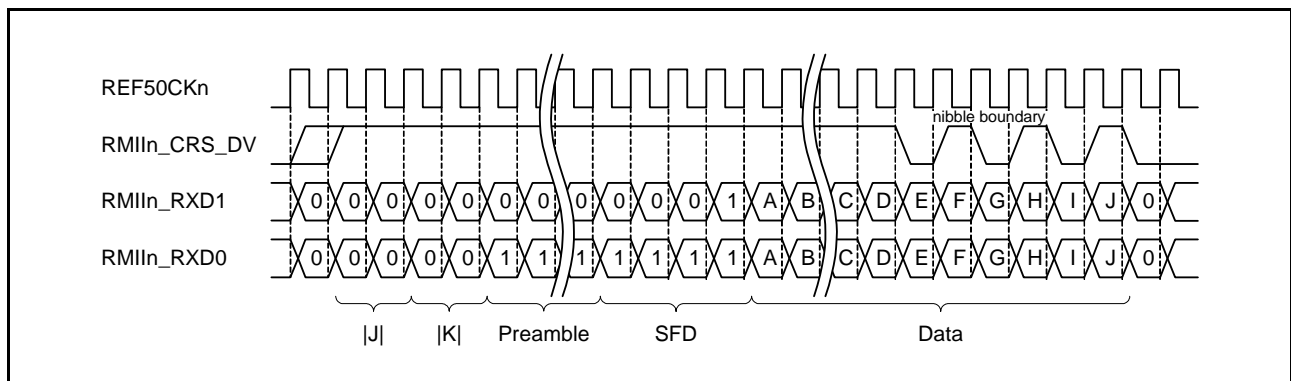 REF50CKn
nibble boundary
RMIIn_CRS_DV
RMIIn_RXD1 0 0 0 0 0 0 0 0 0 0 0 1 A B C D E F G H I J 0
RMIIn_RXD0 0 0 0 0 0 1 1 1 1 1 1 1 A B C D E F G H I J 0
|J| |K| Preamble SFD Data